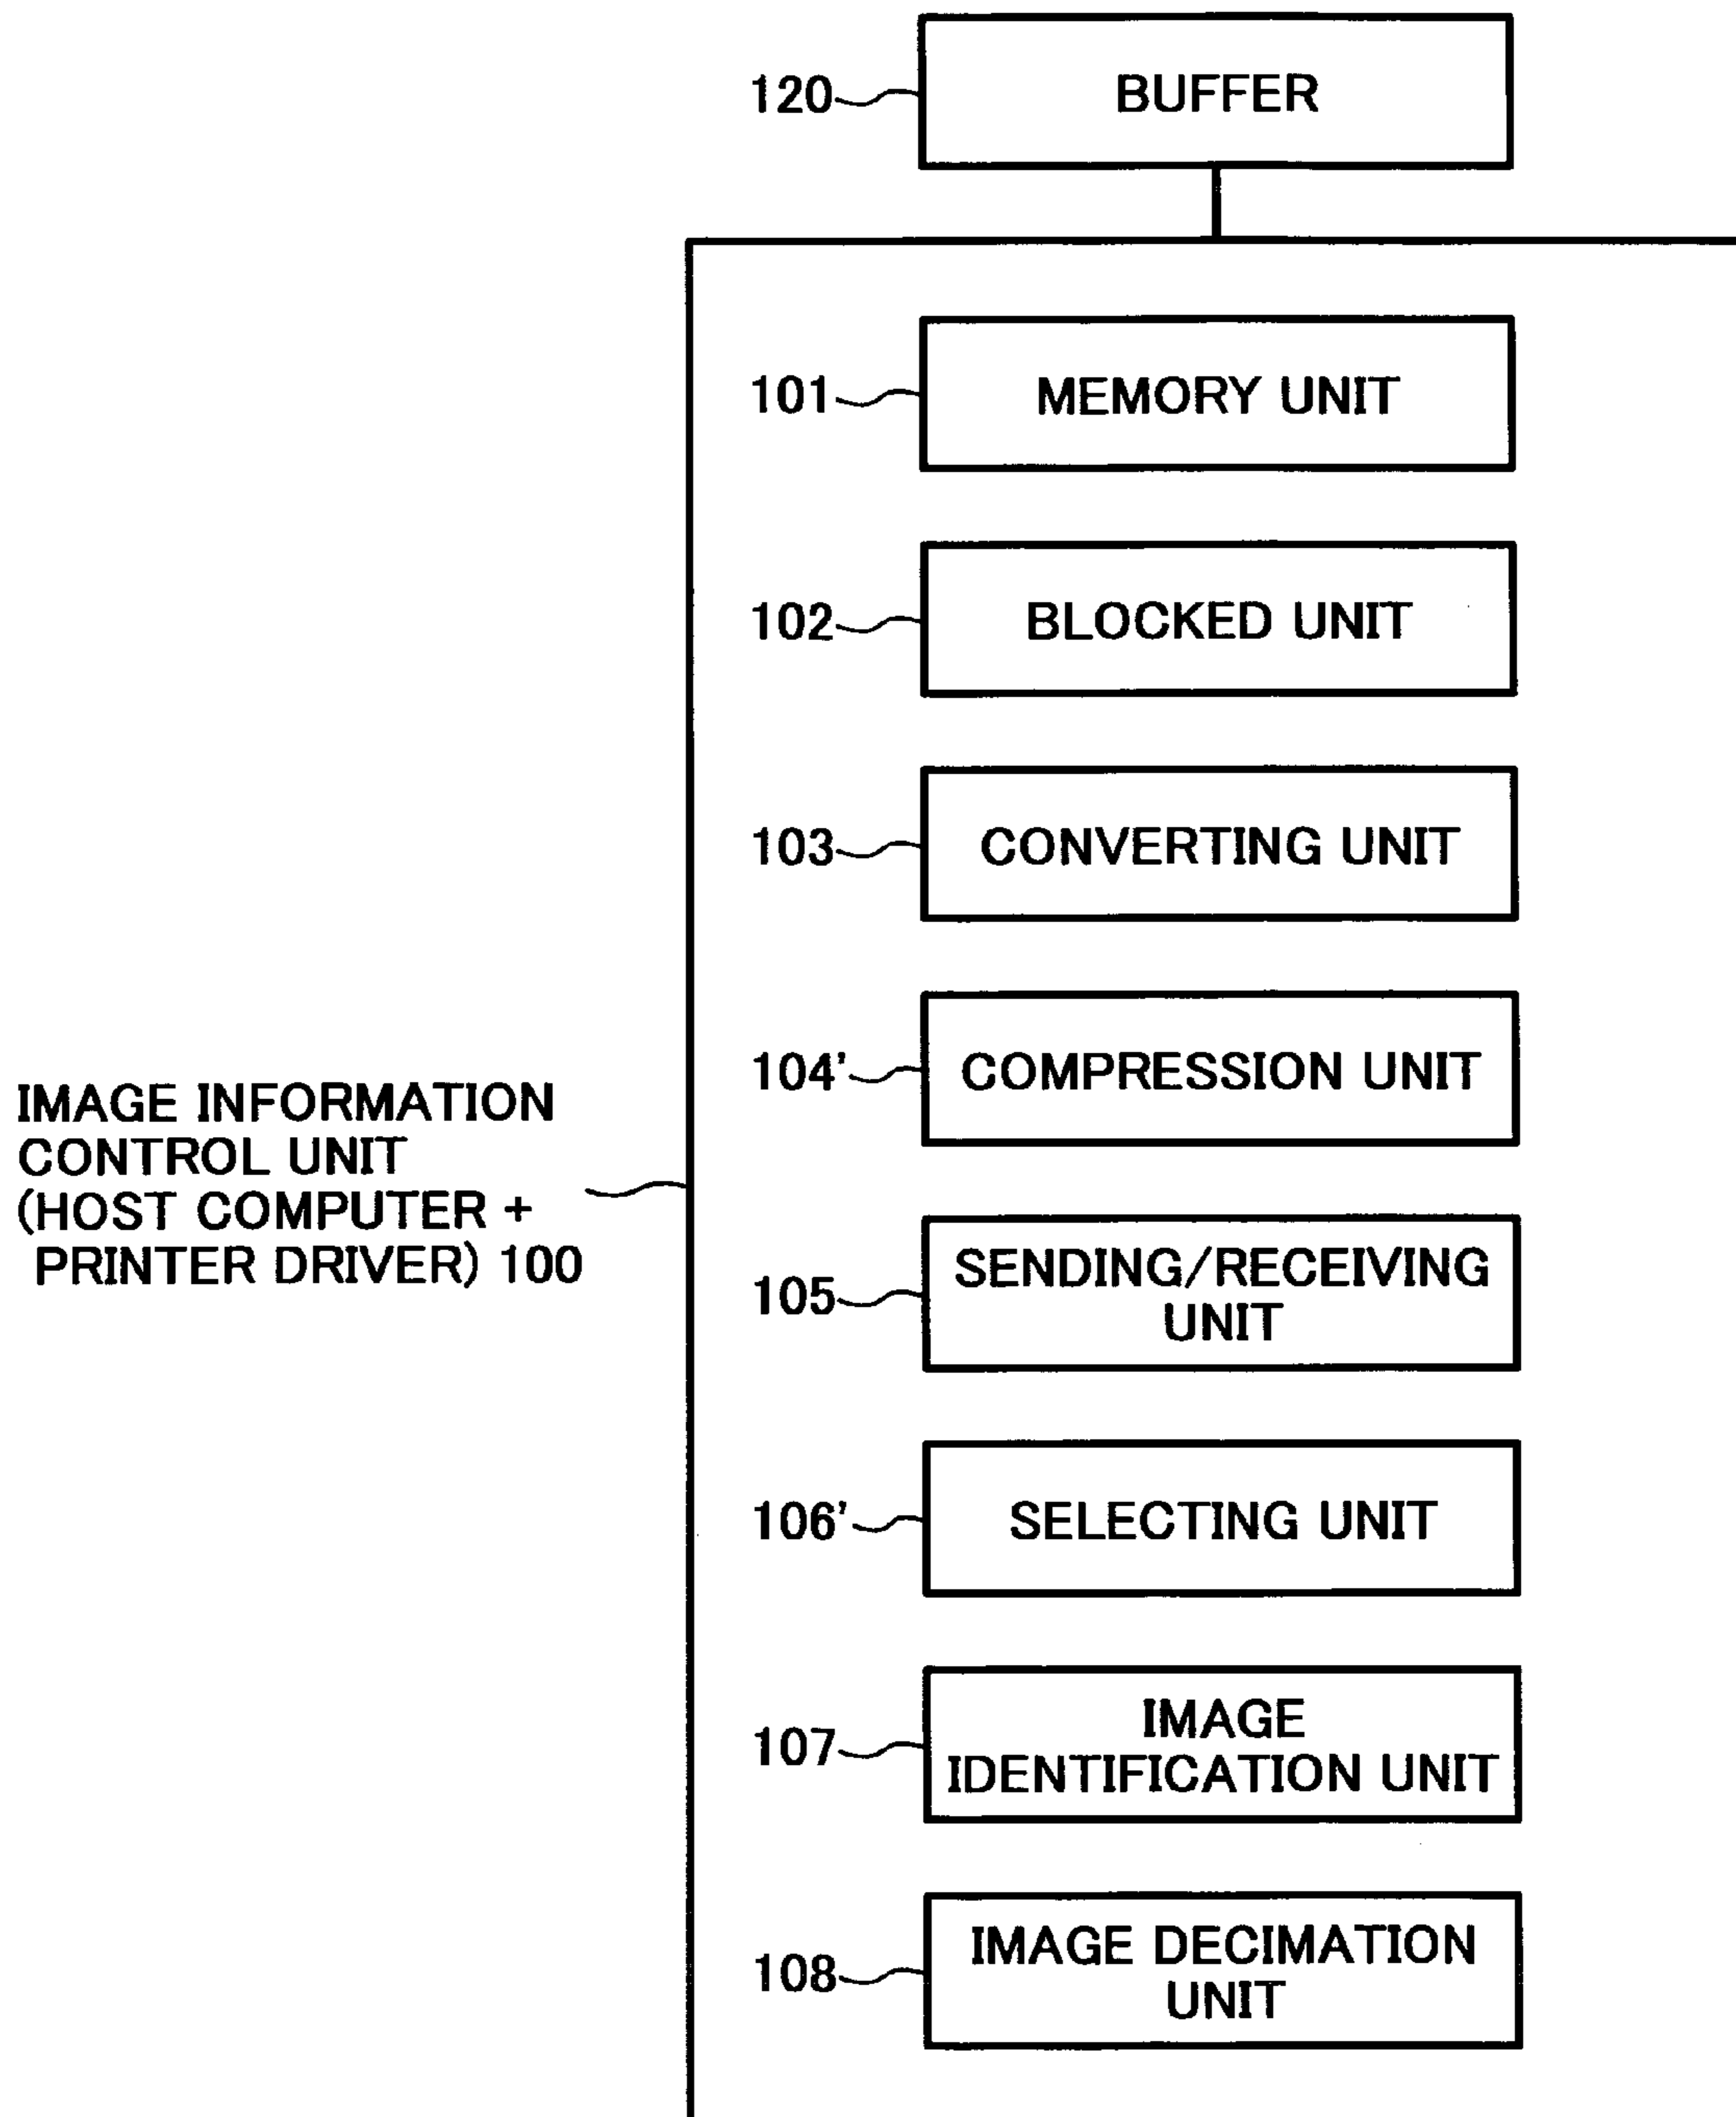 120 BUFFER
101 MEMORY UNIT
102 BLOCKED UNIT
103 CONVERTING UNIT
104' COMPRESSION UNIT
IMAGE INFORMATION
CONTROL UNIT
(HOST COMPUTER +
PRINTER DRIVER) 100
105 SENDING/RECEIVING
UNIT
106' SELECTING UNIT
107 IMAGE
IDENTIFICATION UNIT
108 IMAGE DECIMATION
UNIT